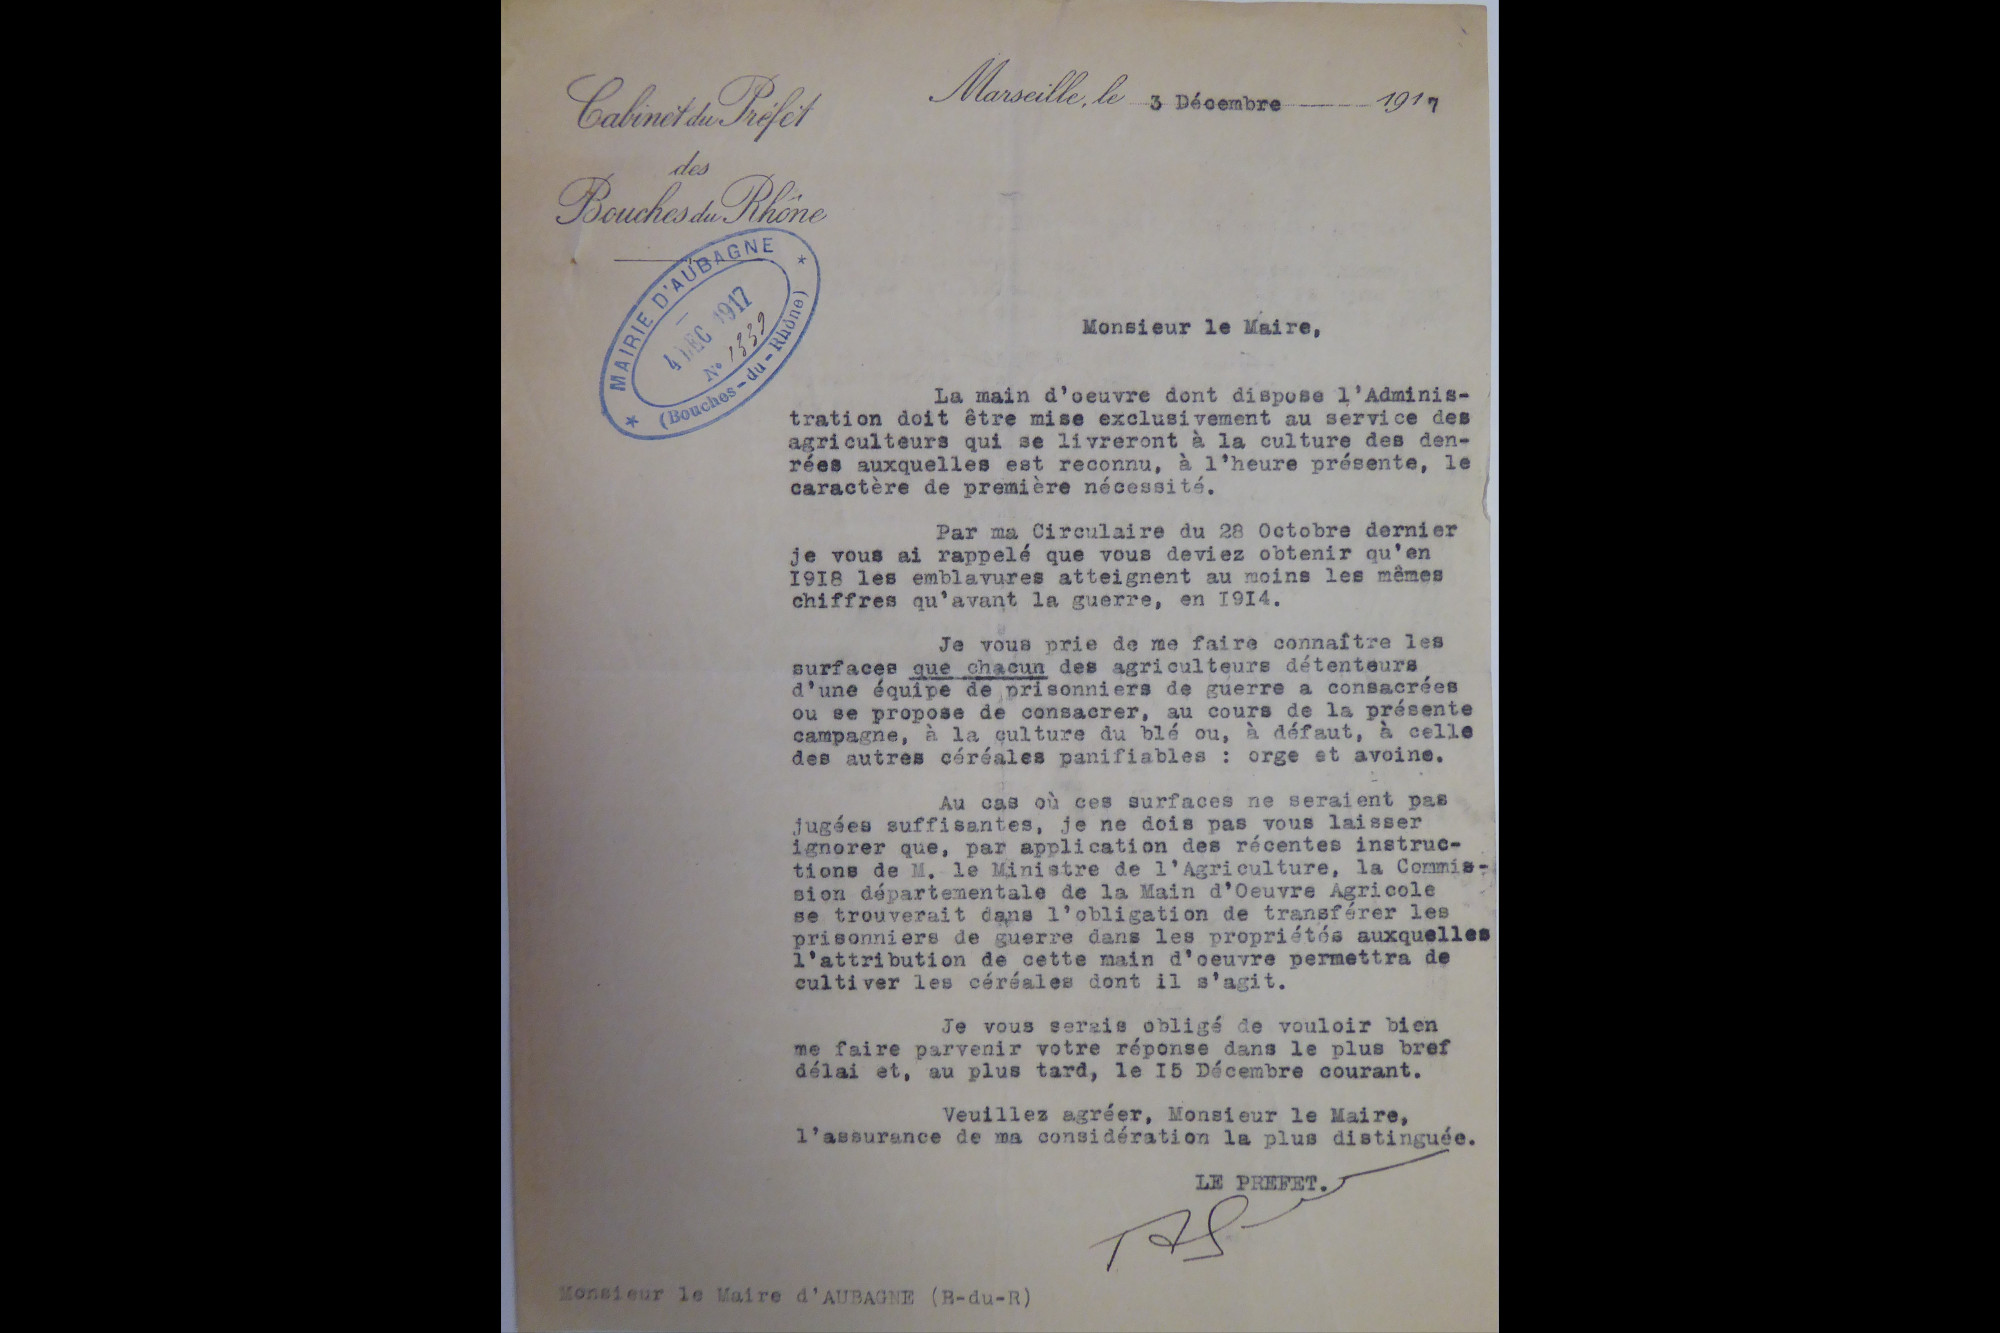 Cabinet du Préfet
des
Bouches du Rhône
Marseille, le 3 Décembre 1917
MAIRIE D'AUBAGNE
4 DEC 1917
N° 1339
(Bouches-du-Rhône)
Monsieur le Maire,
La main d'oeuvre dont dispose l'Adminis-
tration doit être mise exclusivement au service des
agriculteurs qui se livreront à la culture des den-
rées auxquelles est reconnu, à l'heure présente, le
caractère de première nécessité.
Par ma Circulaire du 28 Octobre dernier
je vous ai rappelé que vous deviez obtenir qu'en
I9I8 les emblavures atteignent au moins les mêmes
chiffres qu'avant la guerre, en I9I4.
Je vous prie de me faire connaître les
surfaces que chacun des agriculteurs détenteurs
d'une équipe de prisonniers de guerre a consacrées
ou se propose de consacrer, au cours de la présente
campagne, à la culture du blé ou, à défaut, à celle
des autres céréales panifiables : orge et avoine.
Au cas où ces surfaces ne seraient pas
jugées suffisantes, je ne dois pas vous laisser
ignorer que, par application des récentes instruc-
tions de M. le Ministre de l'Agriculture, la Commis-
sion départementale de la Main d'Oeuvre Agricole
se trouverait dans l'obligation de transférer les
prisonniers de guerre dans les propriétés auxquelles
l'attribution de cette main d'oeuvre permettra de
cultiver les céréales dont il s'agit.
Je vous serais obligé de vouloir bien
me faire parvenir votre réponse dans le plus bref
délai et, au plus tard, le I5 Décembre courant.
Veuillez agréer, Monsieur le Maire,
l'assurance de ma considération la plus distinguée.
LE PREFET.
Monsieur le Maire d'AUBAGNE (B-du-R)